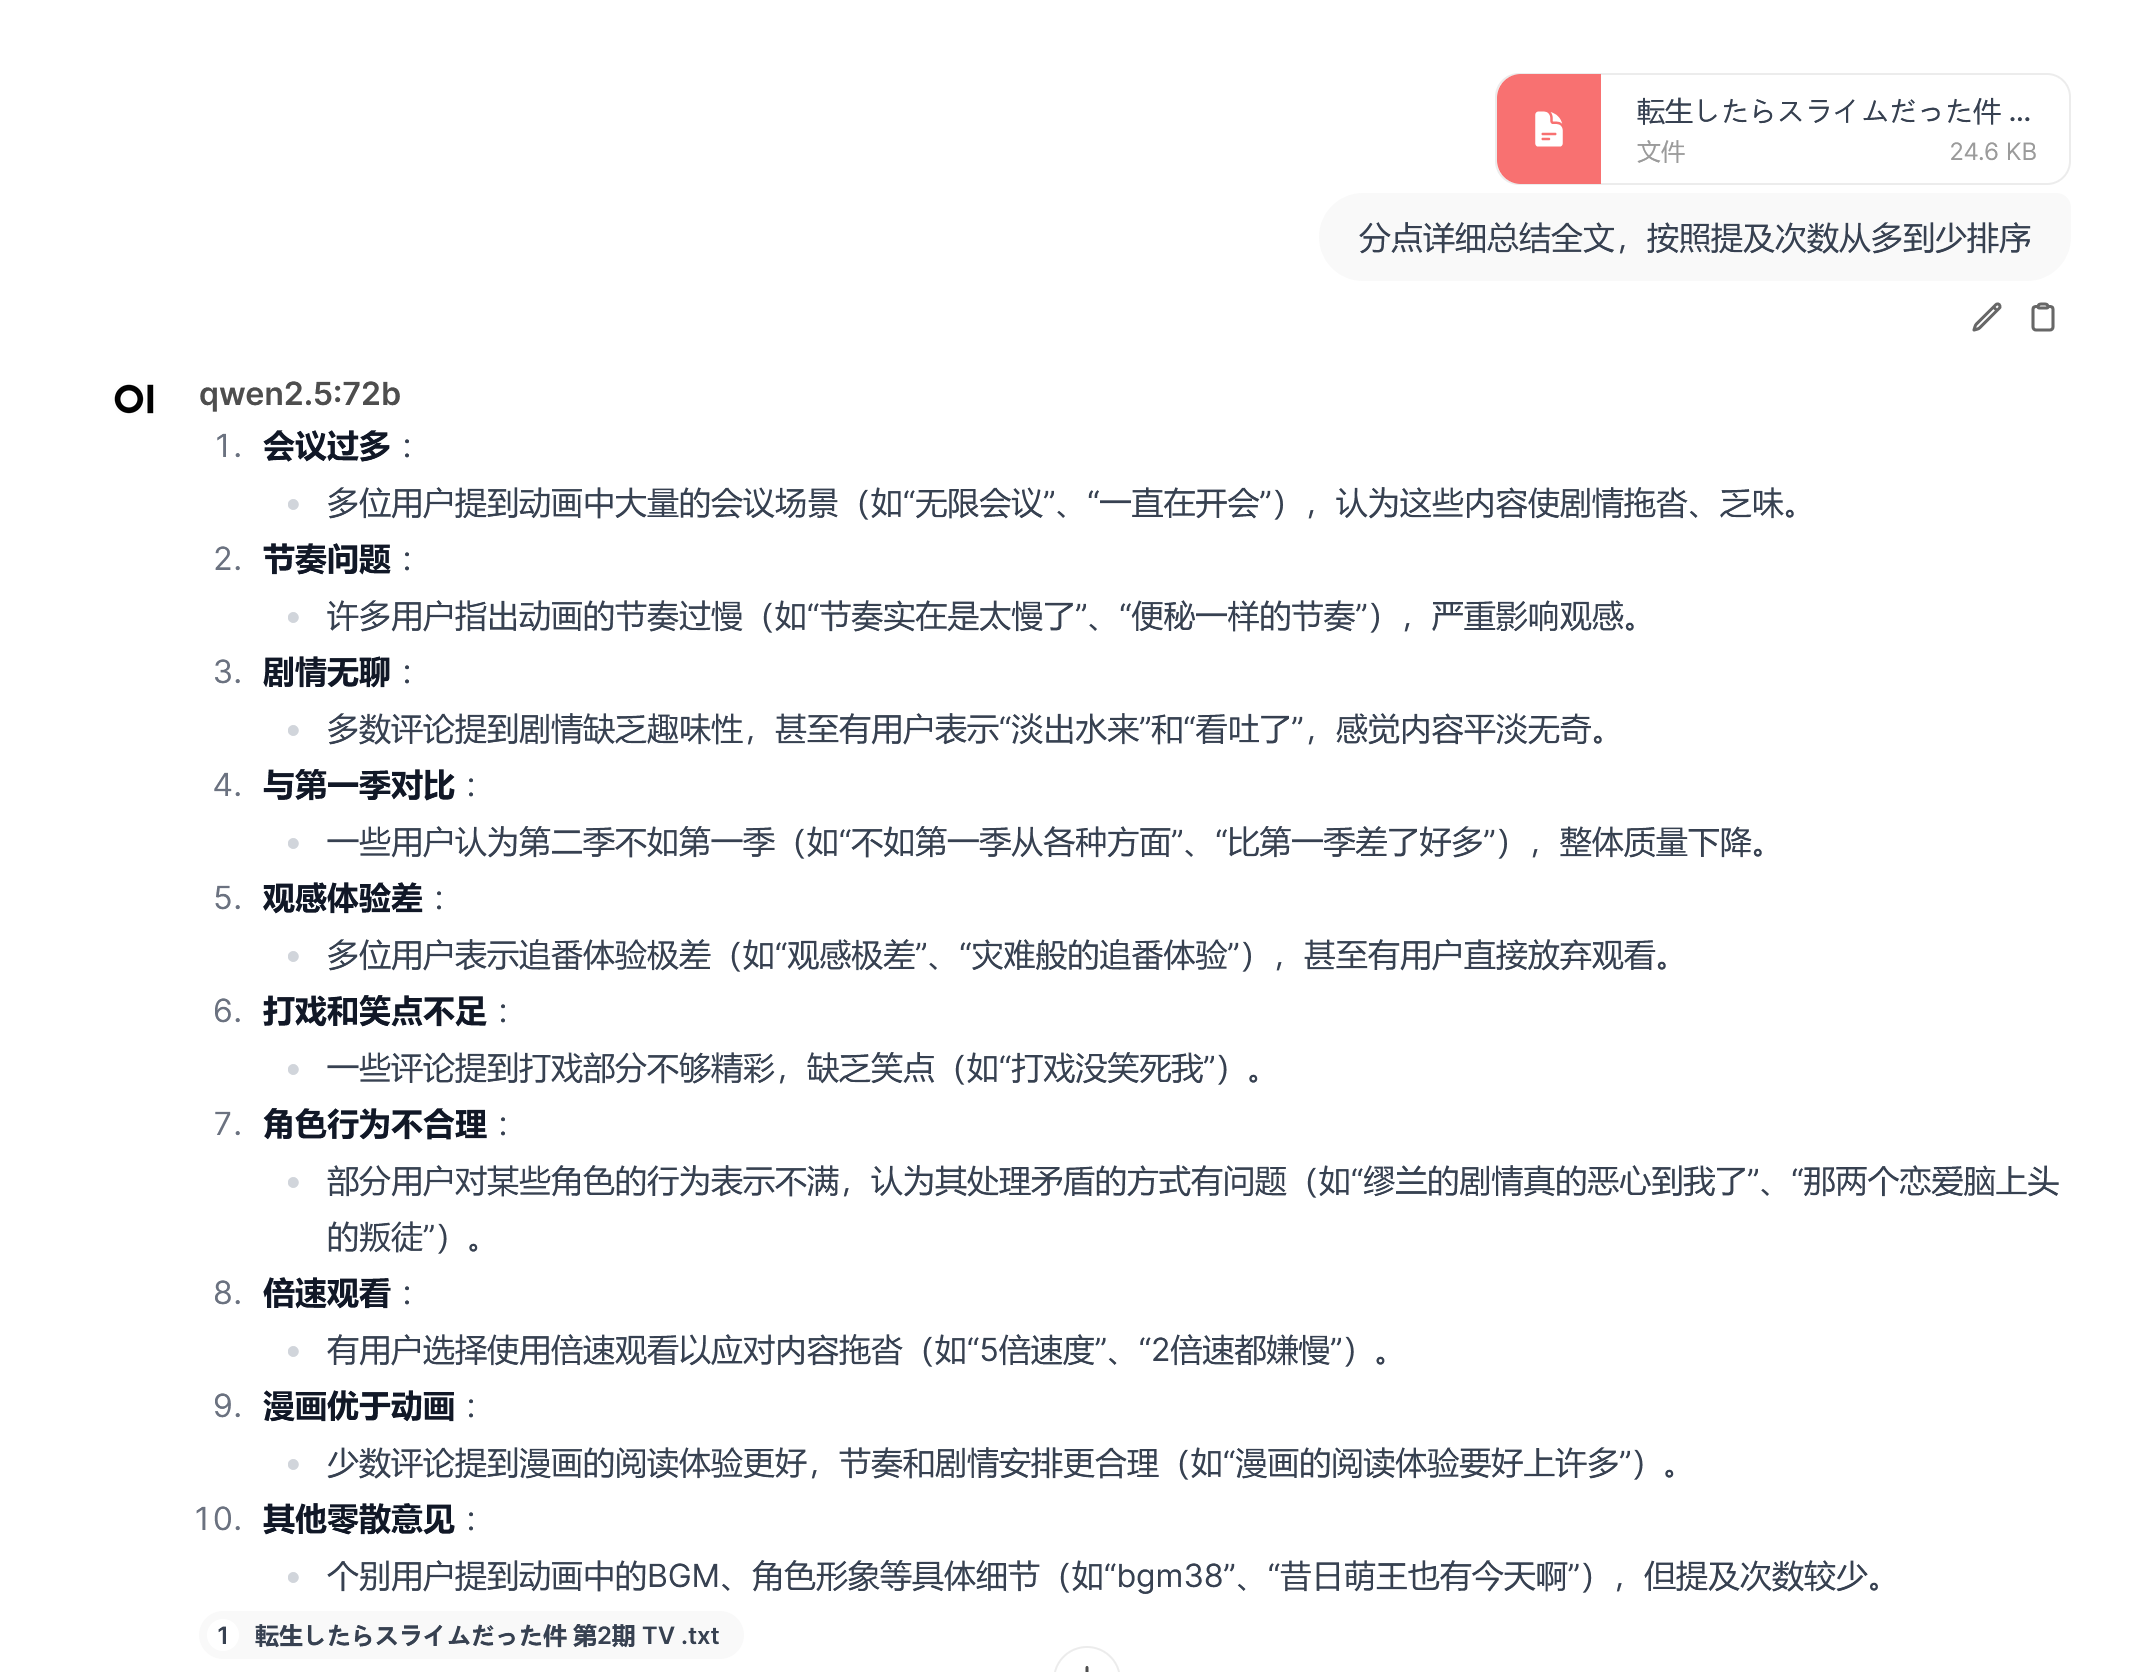 転生したらスライムだった件 ...
文件 24.6 KB
分点详细总结全文，按照提及次数从多到少排序
OI
qwen2.5:72b
1. 会议过多：
多位用户提到动画中大量的会议场景（如“无限会议”、“一直在开会”），认为这些内容使剧情拖沓、乏味。
2. 节奏问题：
许多用户指出动画的节奏过慢（如“节奏实在是太慢了”、“便秘一样的节奏”），严重影响观感。
3. 剧情无聊：
多数评论提到剧情缺乏趣味性，甚至有用户表示“淡出水来”和“看吐了”，感觉内容平淡无奇。
4. 与第一季对比：
一些用户认为第二季不如第一季（如“不如第一季从各种方面”、“比第一季差了好多”），整体质量下降。
5. 观感体验差：
多位用户表示追番体验极差（如“观感极差”、“灾难般的追番体验”），甚至有用户直接放弃观看。
6. 打戏和笑点不足：
一些评论提到打戏部分不够精彩，缺乏笑点（如“打戏没笑死我”）。
7. 角色行为不合理：
部分用户对某些角色的行为表示不满，认为其处理矛盾的方式有问题（如“缪兰的剧情真的恶心到我了”、“那两个恋爱脑上头
的叛徒”）。
8. 倍速观看：
有用户选择使用倍速观看以应对内容拖沓（如“5倍速度”、“2倍速都嫌慢”）。
9. 漫画优于动画：
少数评论提到漫画的阅读体验更好，节奏和剧情安排更合理（如“漫画的阅读体验要好上许多”）。
10. 其他零散意见：
个别用户提到动画中的BGM、角色形象等具体细节（如“bgm38”、“昔日萌王也有今天啊”），但提及次数较少。
1 転生したらスライムだった件 第2期 TV .txt